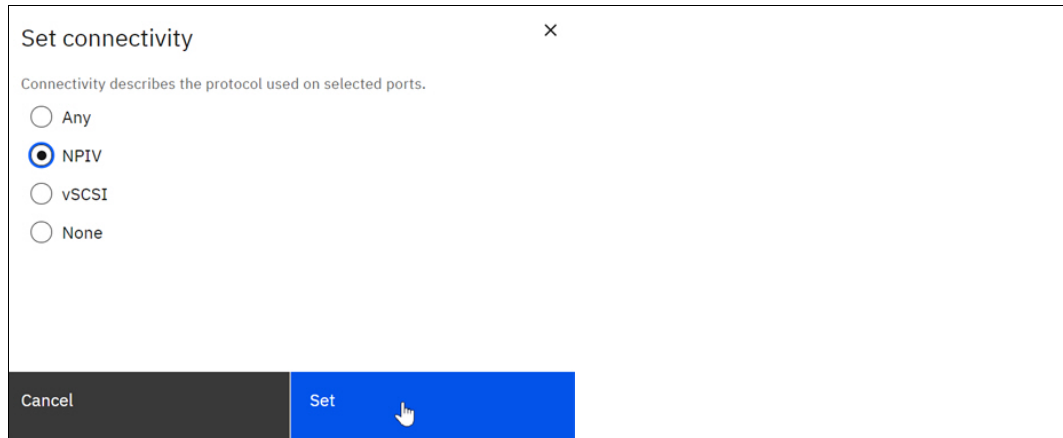 Set connectivity
Connectivity describes the protocol used on selected ports.
Any
NPIV
vSCSI
None
Cancel
Set